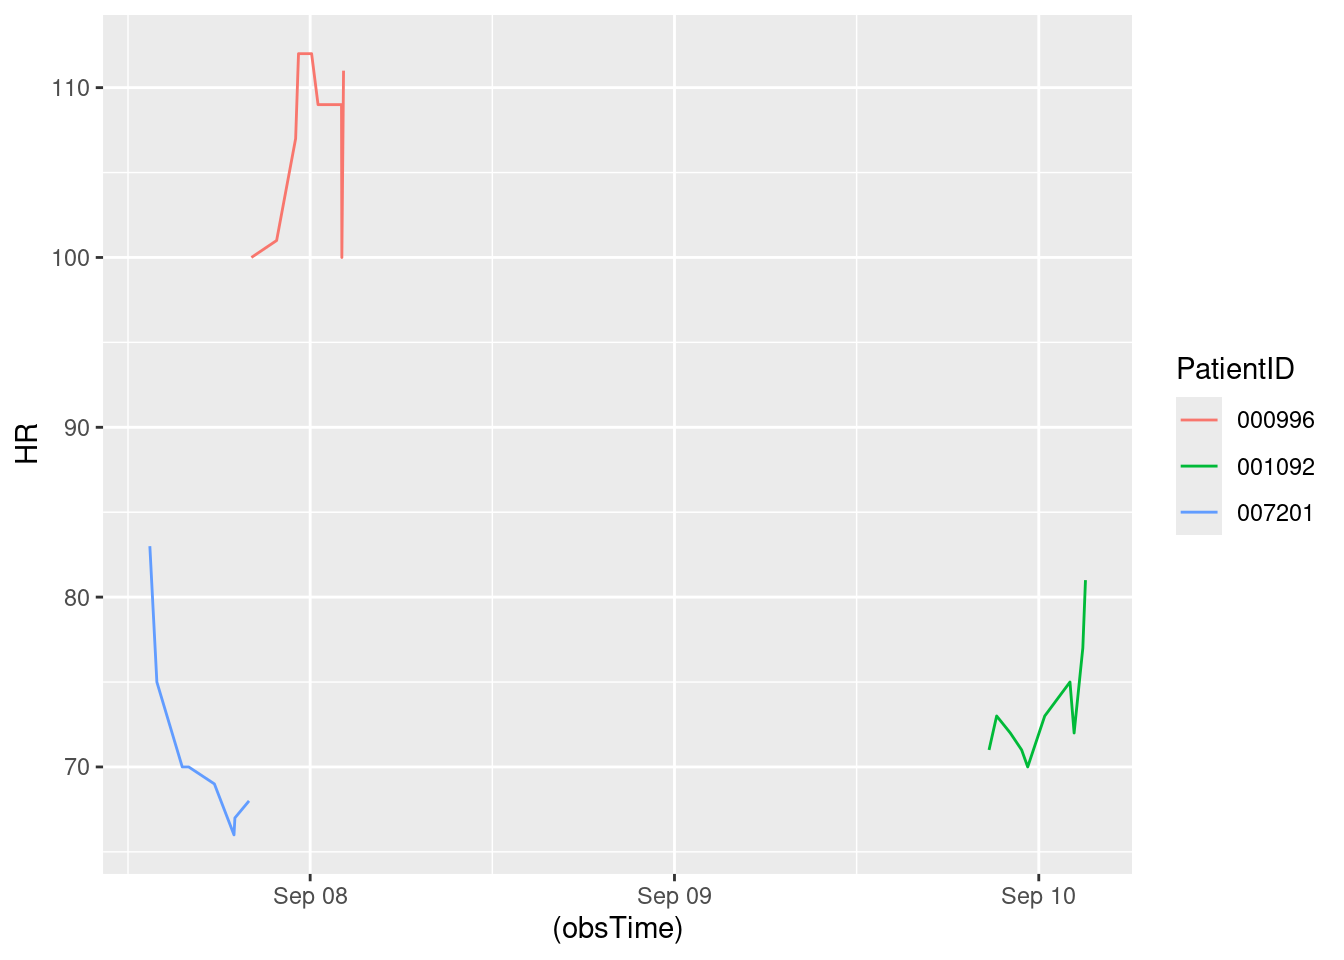 110
100
90
80
70
HR
Sep 08
Sep 09
Sep 10
(obsTime)
PatientID
000996
001092
007201